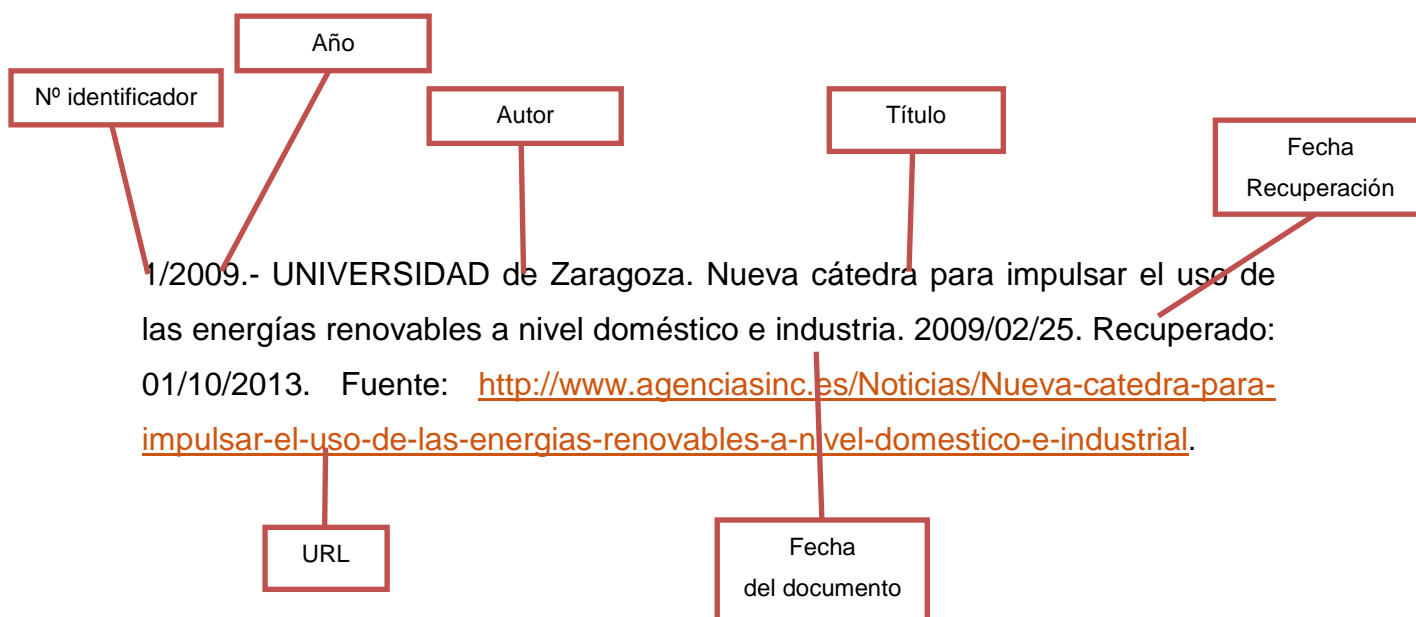 Año
Nº identificador
Autor
Título
Fecha
Recuperación
1/2009.- UNIVERSIDAD de Zaragoza. Nueva cátedra para impulsar el uso de
las energías renovables a nivel doméstico e industria. 2009/02/25. Recuperado:
01/10/2013. Fuente: http://www.agenciasinc.es/Noticias/Nueva-catedra-para-
impulsar-el-uso-de-las-energias-renovables-a-nivel-domestico-e-industrial.
URL
Fecha
del documento